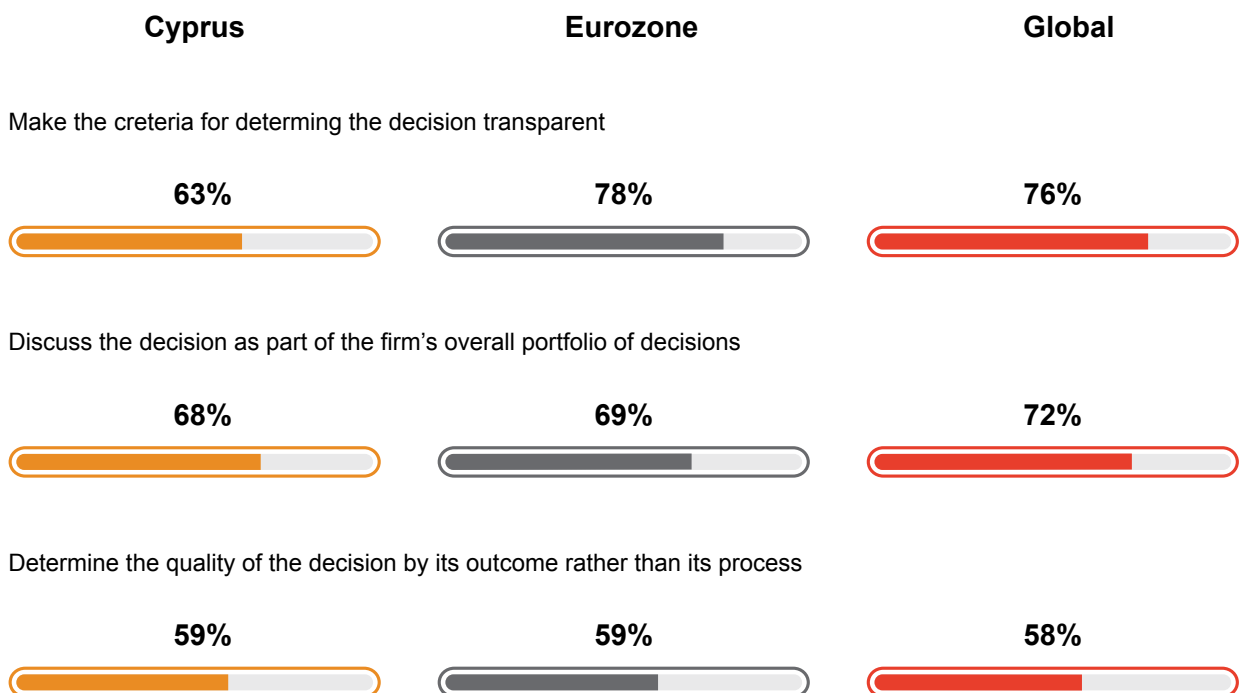 Cyprus Eurozone Global
Make the creteria for determing the decision transparent
63% 78% 76%
Discuss the decision as part of the firm’s overall portfolio of decisions
68% 69% 72%
Determine the quality of the decision by its outcome rather than its process
59% 59% 58%